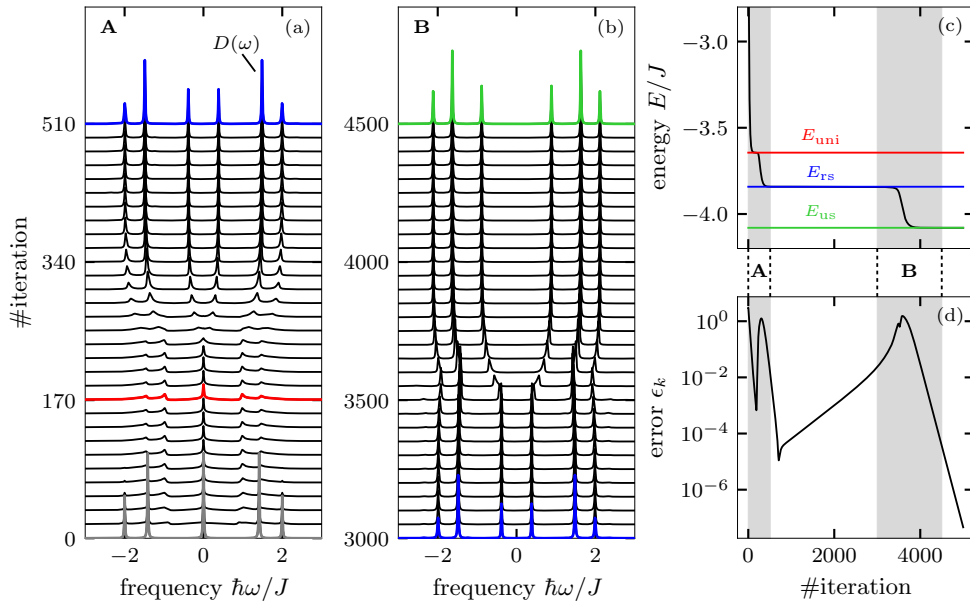 A (a)
D(ω)
510
340
170
0
#iteration
−2 0 2
frequency ħω/J
B (b)
4500
4000
3500
3000
−2 0 2
frequency ħω/J
(c)
−3.0
−3.5
−4.0
energy E/J
E_uni
E_rs
E_us
A B
(d)
10^0
10^−2
10^−4
10^−6
error ϵ_k
0 2000 4000
#iteration